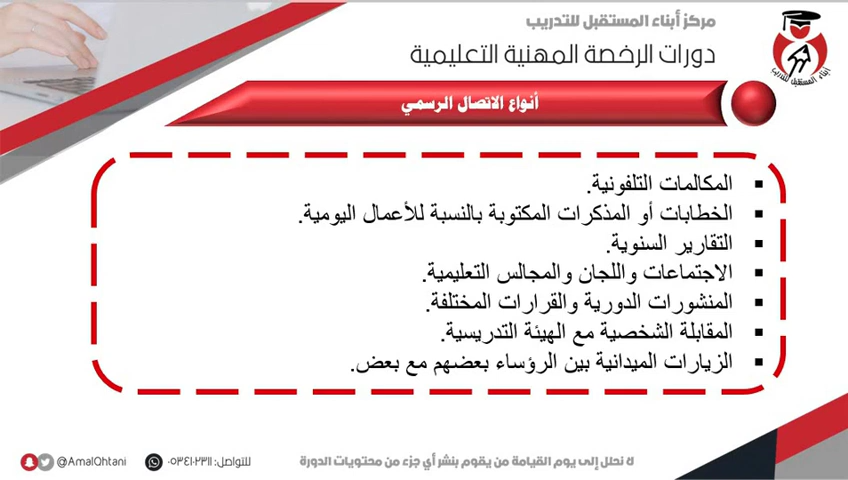 مركز أبناء المستقبل للتدريب
دورات الرخصة المهنية التعليمية
أبناء المستقبل للتدريب
أنواع الاتصال الرسمي
▪ المكالمات التلفونية.
▪ الخطابات أو المذكرات المكتوبة بالنسبة للأعمال اليومية.
▪ التقارير السنوية.
▪ الاجتماعات واللجان والمجالس التعليمية.
▪ المنشورات الدورية والقرارات المختلفة.
▪ المقابلة الشخصية مع الهيئة التدريسية.
▪ الزيارات الميدانية بين الرؤساء بعضهم مع بعض.
لا نحلل إلى يوم القيامة من يقوم بنشر أي جزء من محتويات الدورة
للتواصل: ٠٥٣٤١٠٢٣١١
@AmalQhtani